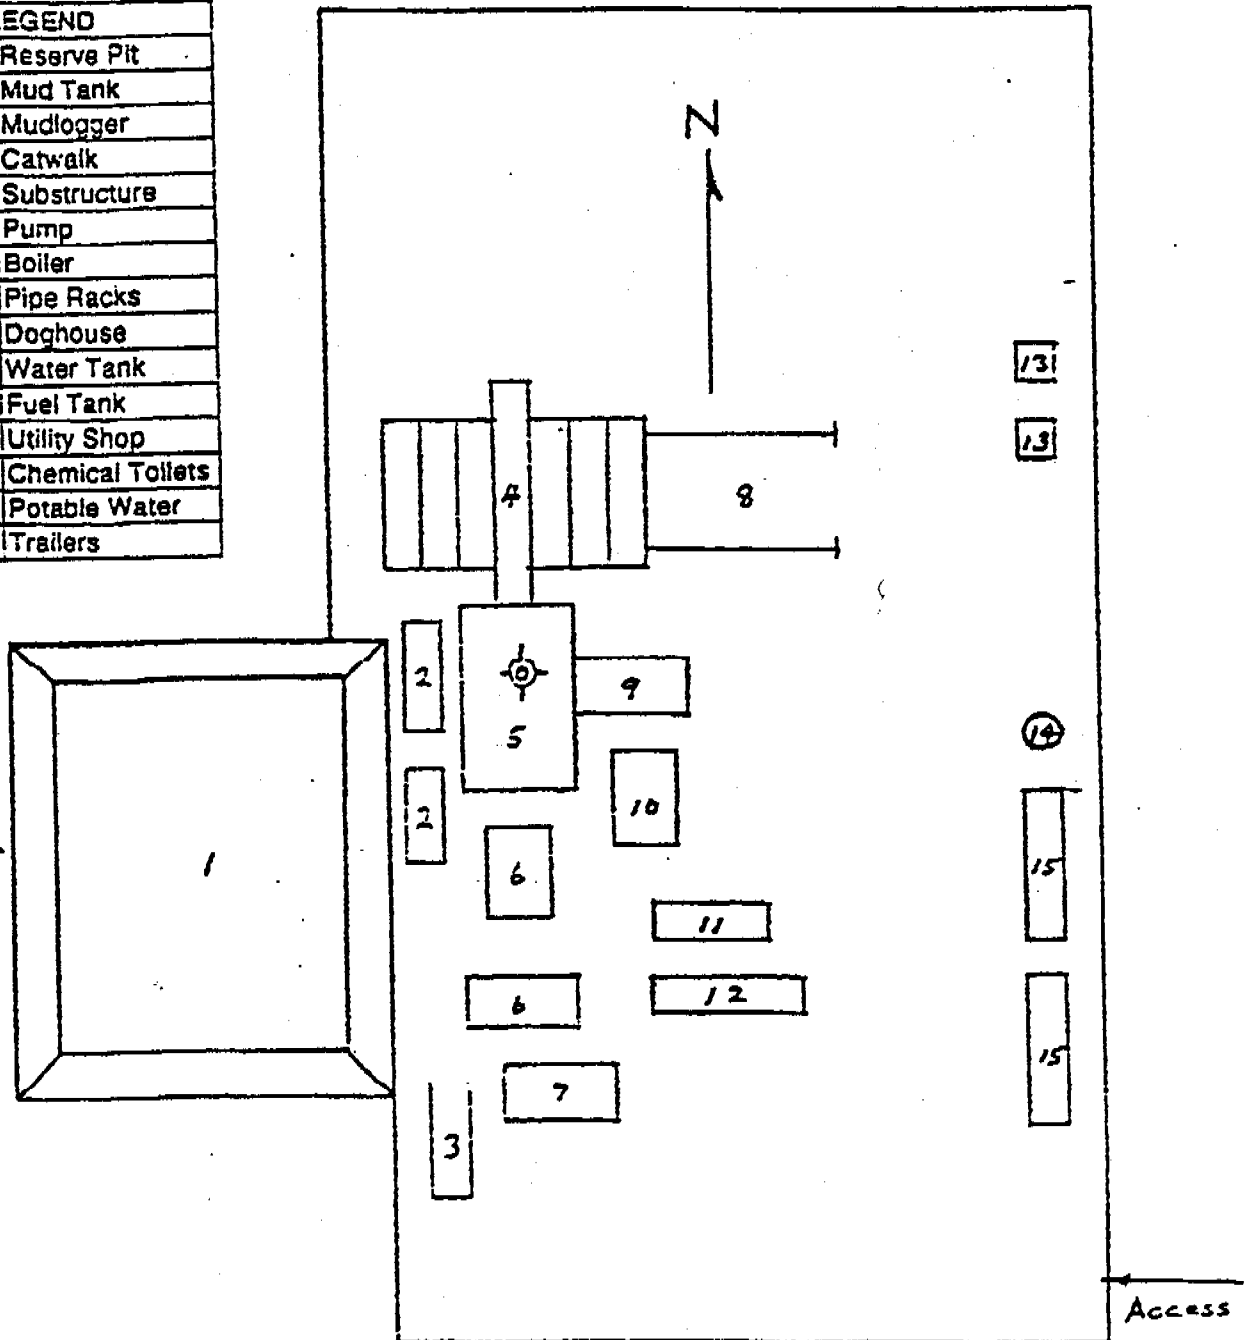 EGEND
Reserve Pit
Mud Tank
Mudlogger
Catwalk
Substructure
Pump
Boiler
Pipe Racks
Doghouse
Water Tank
Fuel Tank
Utility Shop
Chemical Toilets
Potable Water
Trailers
N
13
13
4
8
2
9
5
14
2
10
1
6
15
11
6
12
15
7
3
Access